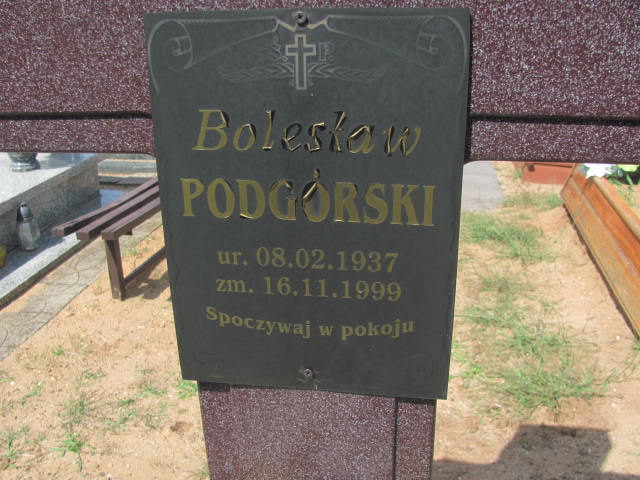 Bolesław
PODGÓRSKI
ur. 08.02.1937
zm. 16.11.1999
Spoczywaj w pokoju